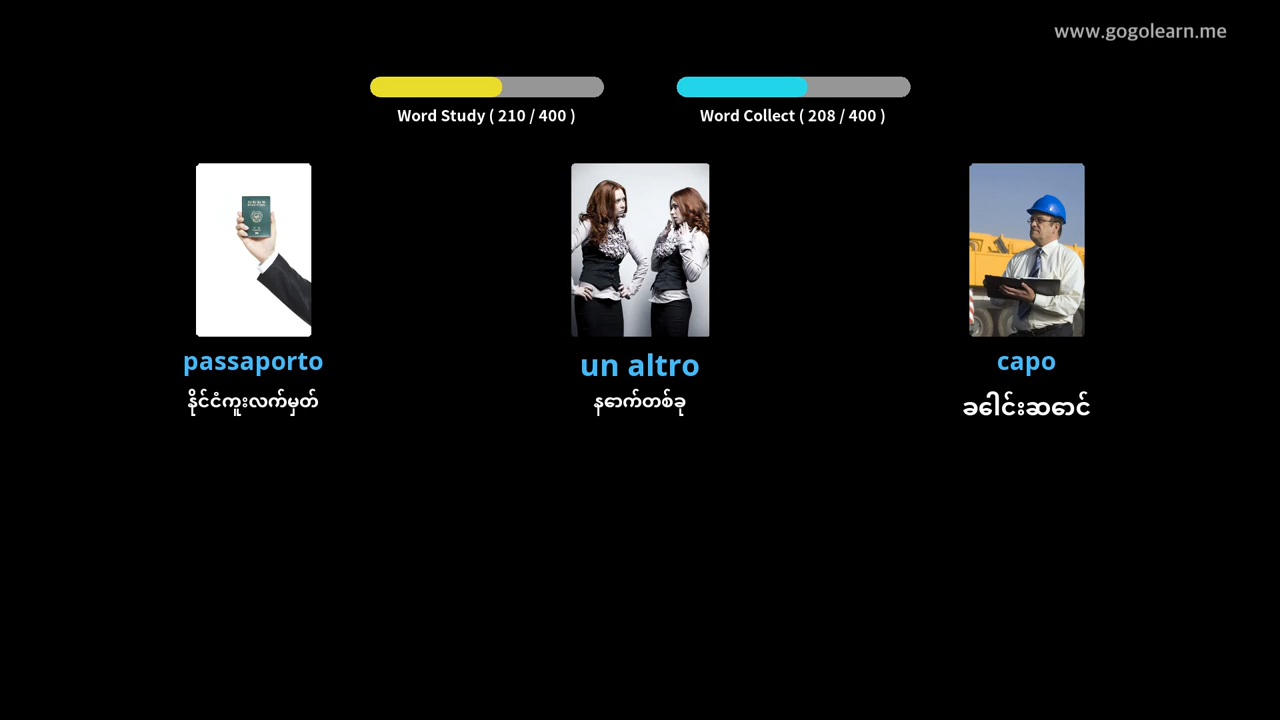 www.gogolearn.me
Word Study ( 210 / 400 )
Word Collect ( 208 / 400 )
passaporto
un altro
capo
နိုင်ငံကူးလက်မှတ်
နောက်တစ်ခု
ခေါင်းဆောင်